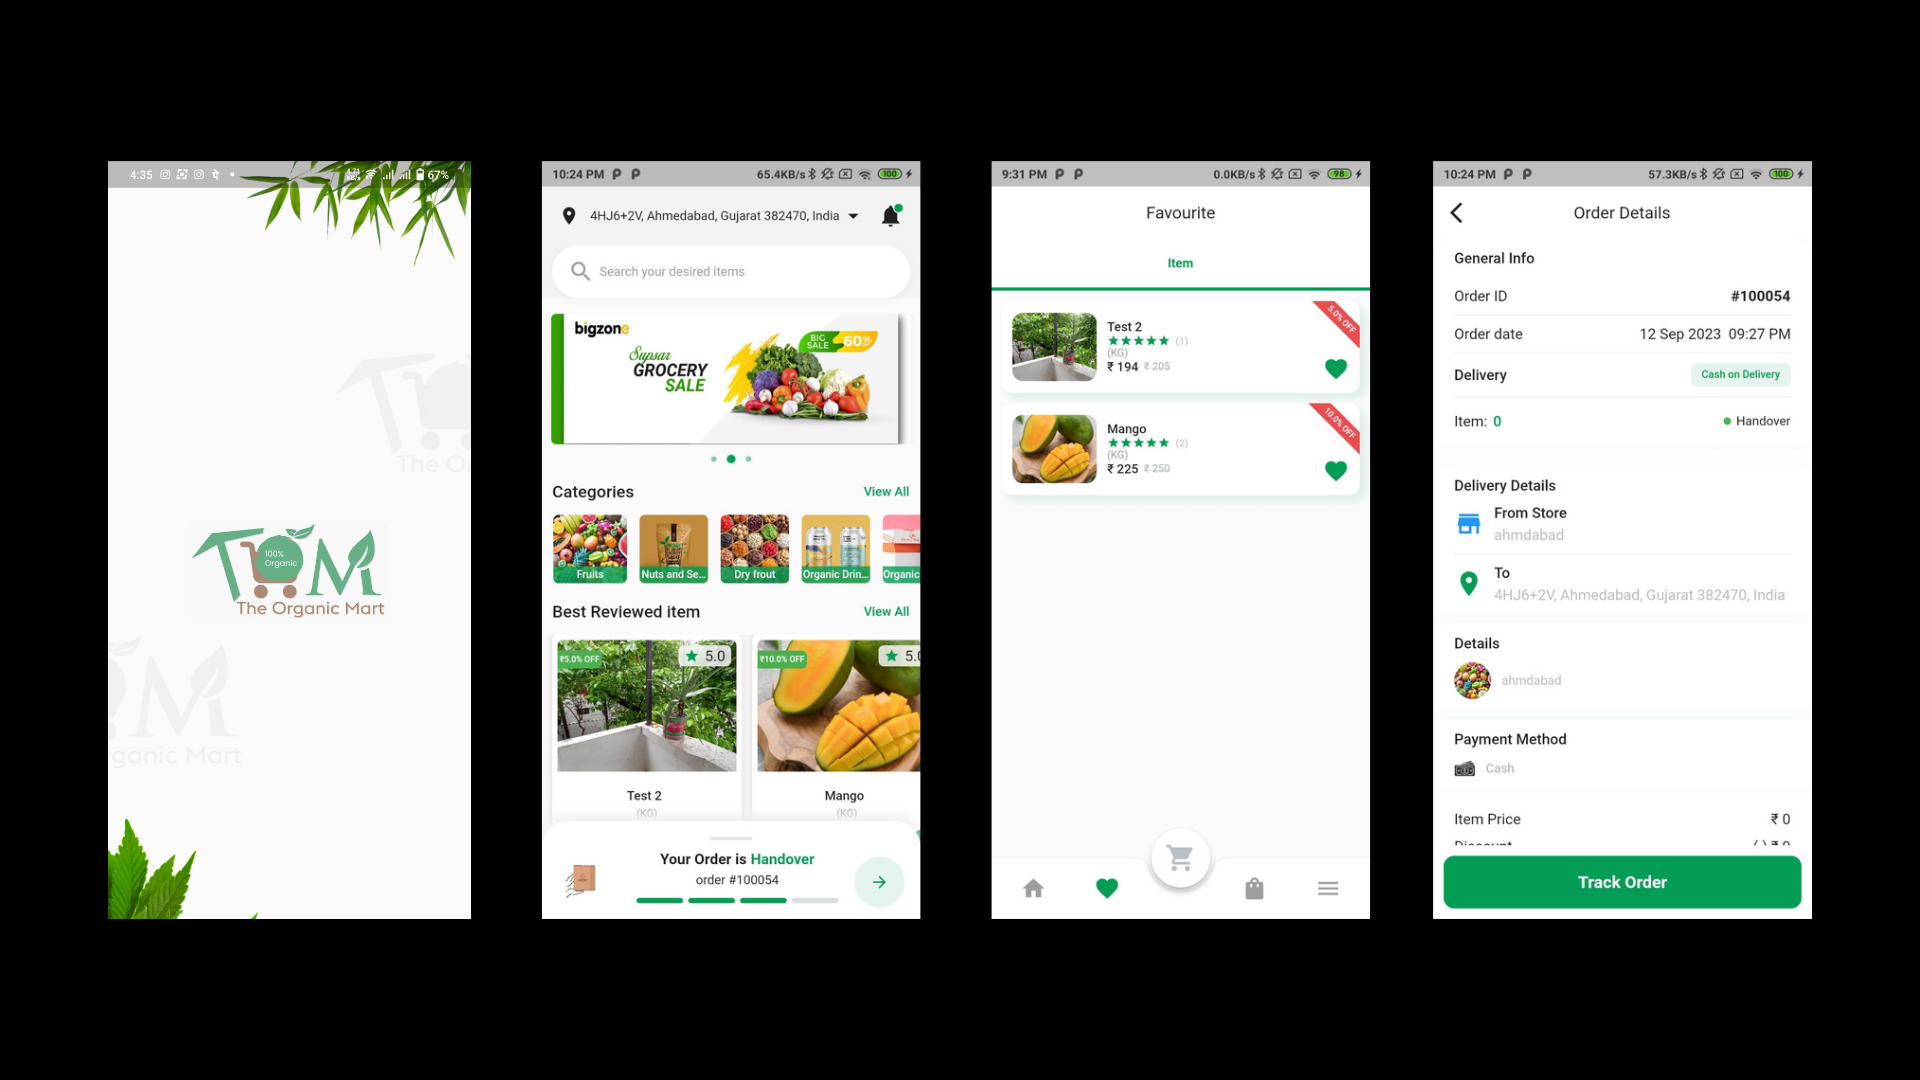 4:35
67%
The Or
TOM
100%
Organic
The Organic Mart
OM
ganic Mart
10:24 PM
65.4KB/s
100
4HJ6+2V, Ahmedabad, Gujarat 382470, India
Search your desired items
bigzone
Supsar
GROCERY
SALE
BIG
SALE
60%
Categories
View All
Fruits
Nuts and Se...
Dry frout
Organic Drin...
Organic
Best Reviewed item
View All
₹5.0% OFF
5.0
₹10.0% OFF
5.0
Test 2
(KG)
Mango
(KG)
Your Order is Handover
order #100054
9:31 PM
0.0KB/s
98
Favourite
Item
Test 2
(1)
(KG)
₹ 194 ₹ 205
5.0% OFF
Mango
(2)
(KG)
₹ 225 ₹ 250
10.0% OFF
10:24 PM
57.3KB/s
100
Order Details
General Info
Order ID
#100054
Order date
12 Sep 2023 09:27 PM
Delivery
Cash on Delivery
Item: 0
Handover
Delivery Details
From Store
ahmdabad
To
4HJ6+2V, Ahmedabad, Gujarat 382470, India
Details
ahmdabad
Payment Method
Cash
Item Price
₹ 0
Discount
(-) ₹ 0
Track Order